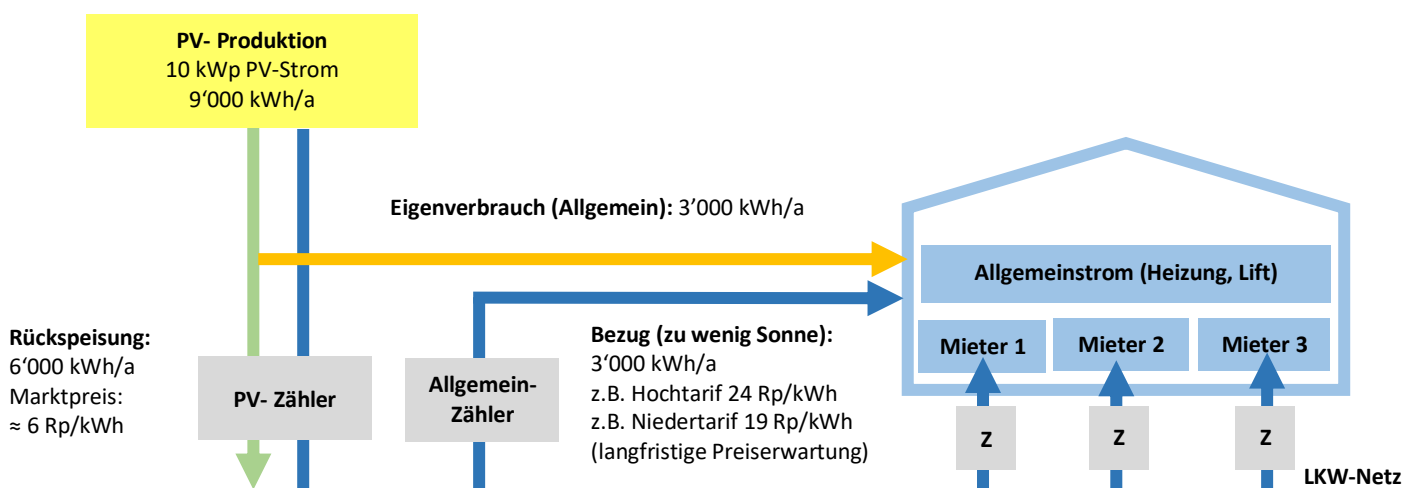 PV- Produktion
10 kWp PV-Strom
9‘000 kWh/a
Eigenverbrauch (Allgemein): 3’000 kWh/a
Allgemeinstrom (Heizung, Lift)
Rückspeisung:
6‘000 kWh/a
Marktpreis:
≈ 6 Rp/kWh
PV- Zähler
Allgemein-
Zähler
Bezug (zu wenig Sonne):
3‘000 kWh/a
z.B. Hochtarif 24 Rp/kWh
z.B. Niedertarif 19 Rp/kWh
(langfristige Preiserwartung)
Mieter 1
Mieter 2
Mieter 3
Z
Z
Z
LKW-Netz